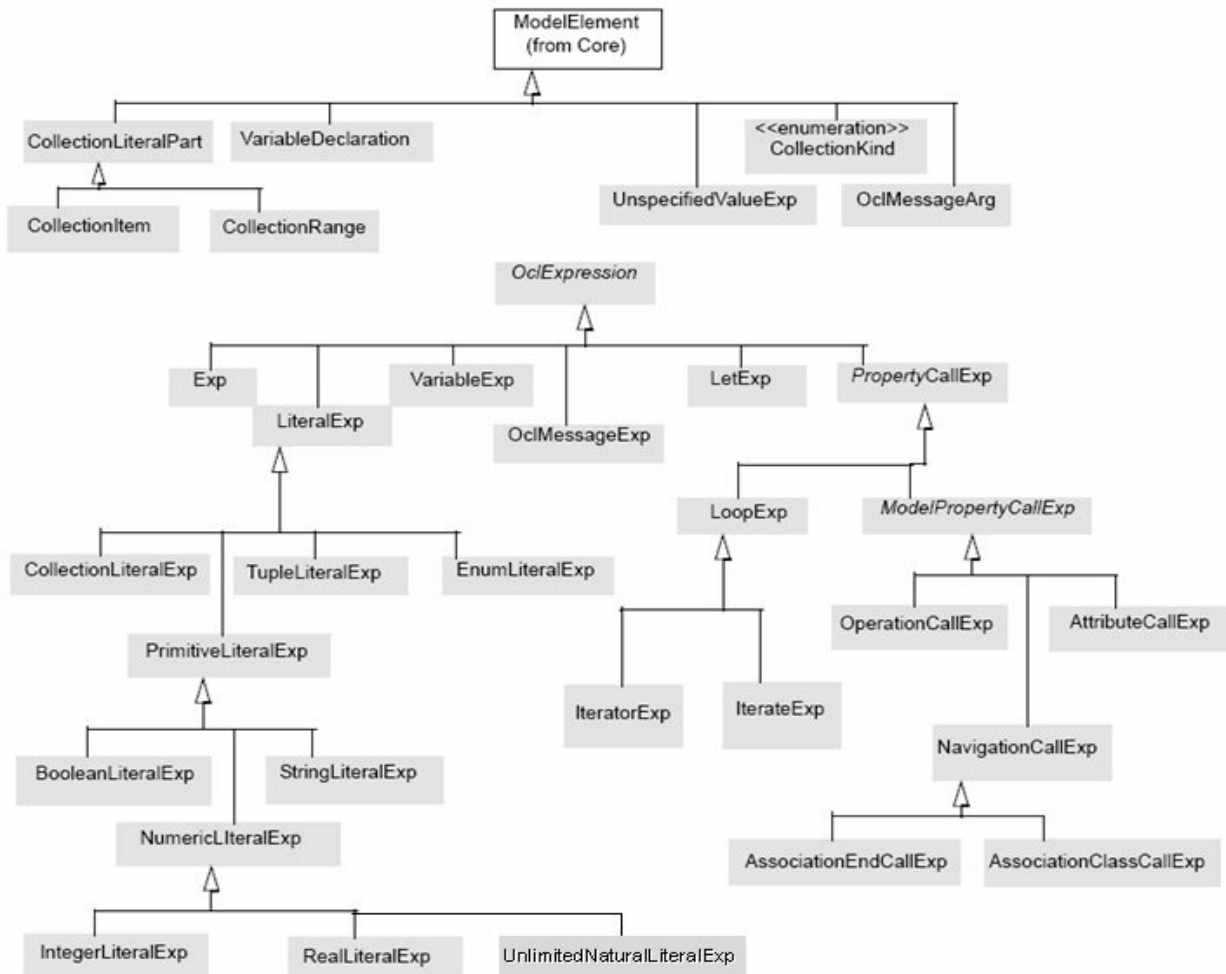 ModelElement
(from Core)
CollectionLiteralPart
VariableDeclaration
<<enumeration>>
CollectionKind
UnspecifiedValueExp
OclMessageArg
CollectionItem
CollectionRange
OclExpression
Exp
VariableExp
LetExp
PropertyCallExp
LiteralExp
OclMessageExp
LoopExp
ModelPropertyCallExp
CollectionLiteralExp
TupleLiteralExp
EnumLiteralExp
OperationCallExp
AttributeCallExp
PrimitiveLiteralExp
IteratorExp
IterateExp
NavigationCallExp
BooleanLiteralExp
StringLiteralExp
NumericLIteralExp
AssociationEndCallExp
AssociationClassCallExp
IntegerLiteralExp
RealLiteralExp
UnlimitedNaturalLiteralExp